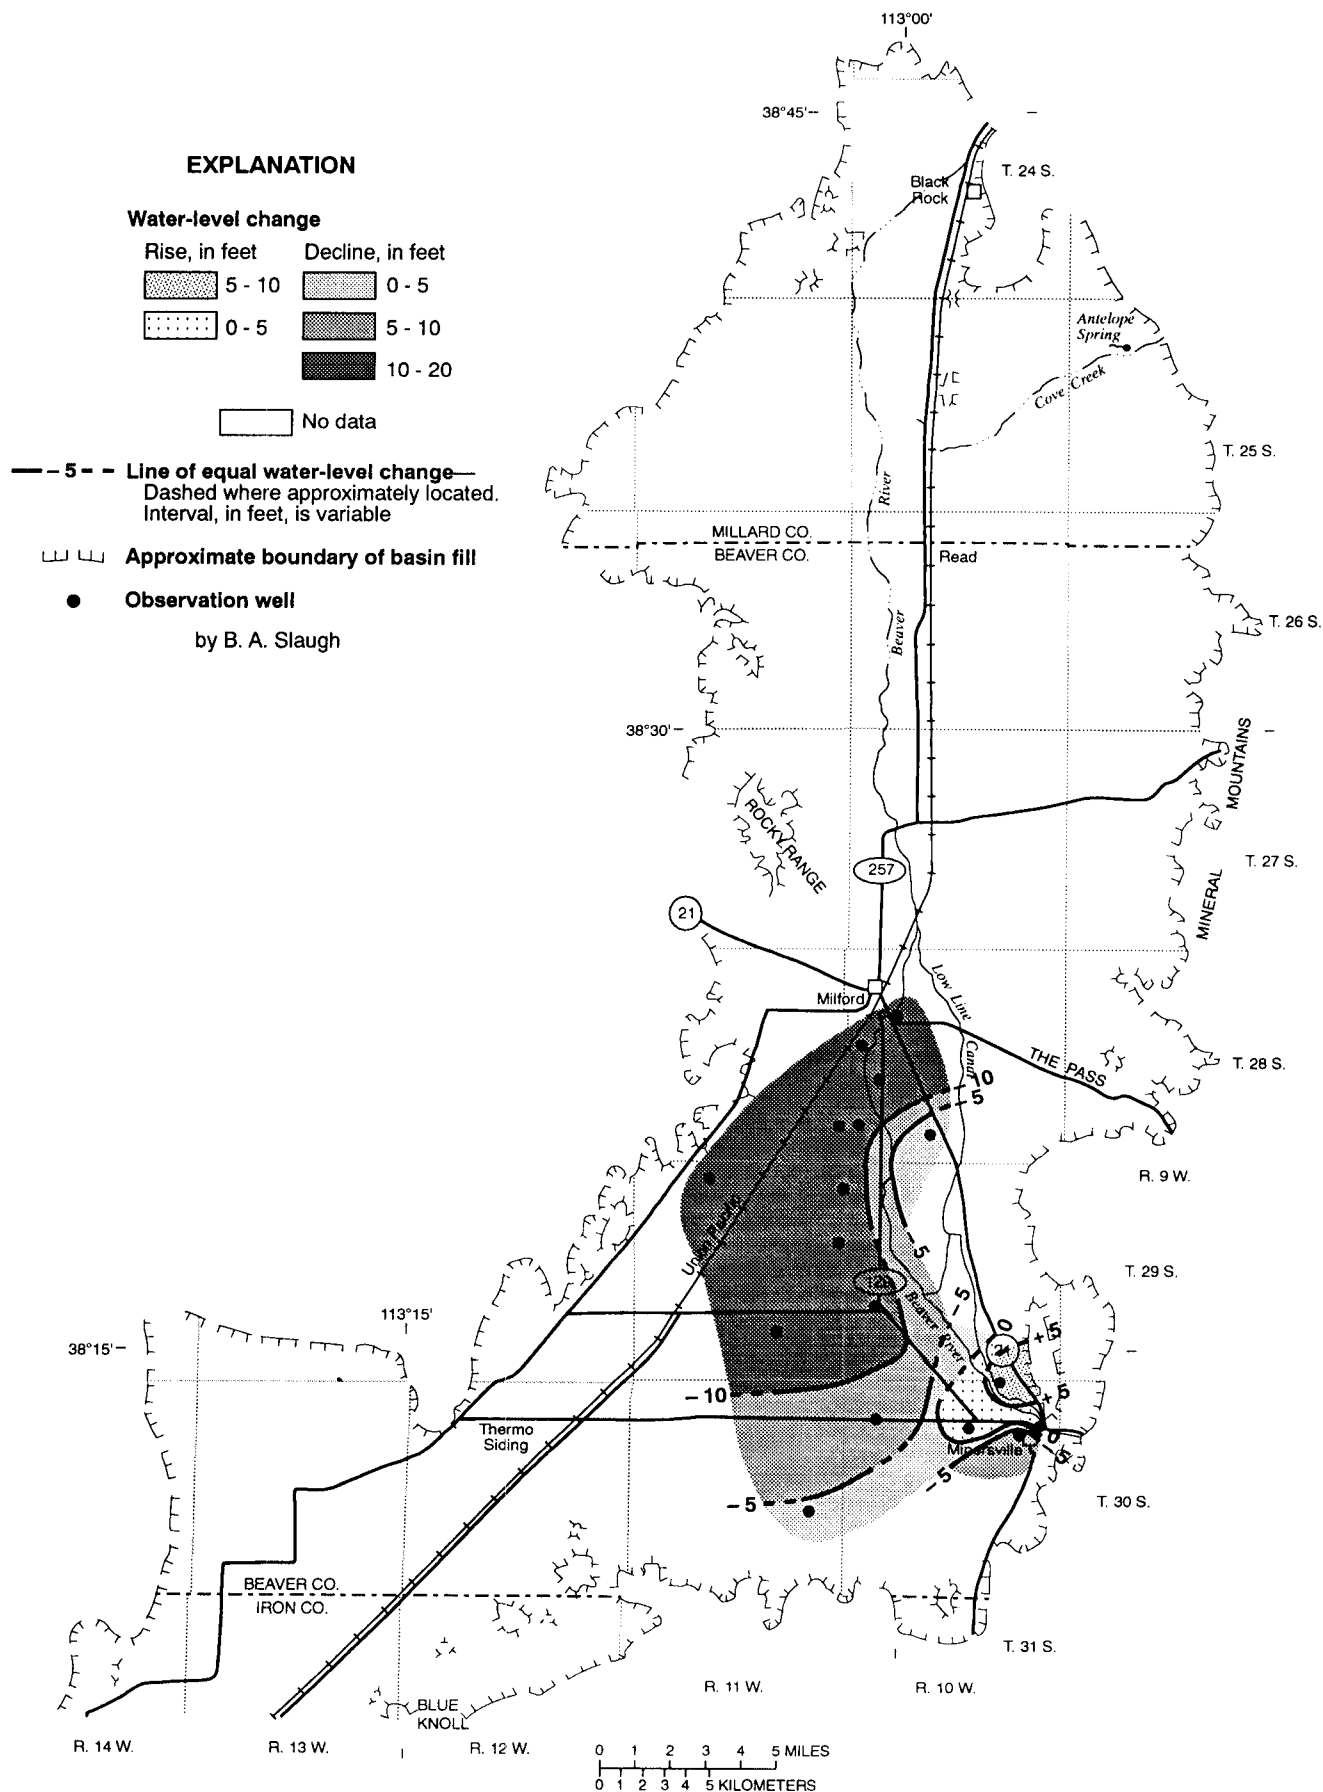 113°00'
38°45'
EXPLANATION
Water-level change
Rise, in feet
Decline, in feet
5 - 10
0 - 5
0 - 5
5 - 10
10 - 20
No data
– 5 – – Line of equal water-level change—
Dashed where approximately located.
Interval, in feet, is variable
Approximate boundary of basin fill
Observation well
by B. A. Slaugh
Black
Rock
T. 24 S.
Antelope
Spring
Cove Creek
T. 25 S.
River
MILLARD CO.
BEAVER CO.
Read
Beaver
T. 26 S.
38°30'
MOUNTAINS
ROCKY RANGE
257
T. 27 S.
MINERAL
21
Milford
Low Line
Canal
THE PASS
T. 28 S.
– 10
– 5
R. 9 W.
Union Pacific
– 5
T. 29 S.
Beaver River
– 5
0
+ 5
21
113°15'
38°15'
– 10
+ 5
Thermo
Siding
Minersville
0
– 5
– 5
– 5
T. 30 S.
BEAVER CO.
IRON CO.
T. 31 S.
R. 11 W.
R. 10 W.
BLUE
KNOLL
R. 14 W.
R. 13 W.
R. 12 W.
0 1 2 3 4 5 MILES
0 1 2 3 4 5 KILOMETERS